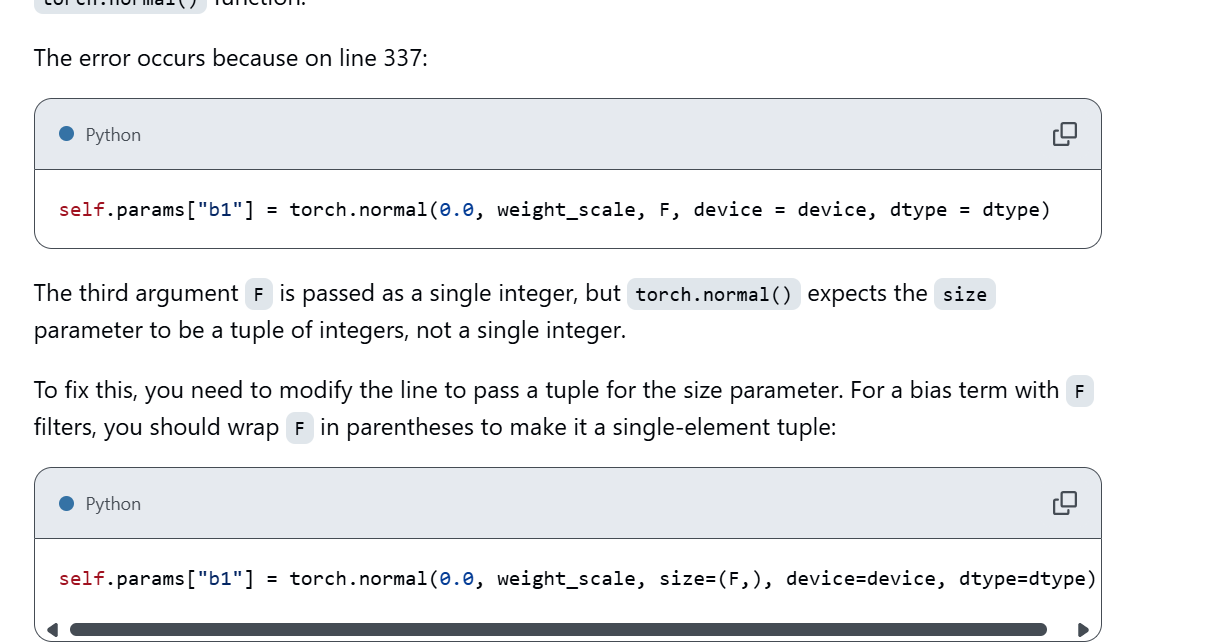 torch.normal() function.
The error occurs because on line 337:
Python
self.params["b1"] = torch.normal(0.0, weight_scale, F, device = device, dtype = dtype)
The third argument F is passed as a single integer, but torch.normal() expects the size
parameter to be a tuple of integers, not a single integer.
To fix this, you need to modify the line to pass a tuple for the size parameter. For a bias term with F
filters, you should wrap F in parentheses to make it a single-element tuple:
Python
self.params["b1"] = torch.normal(0.0, weight_scale, size=(F,), device=device, dtype=dtype)